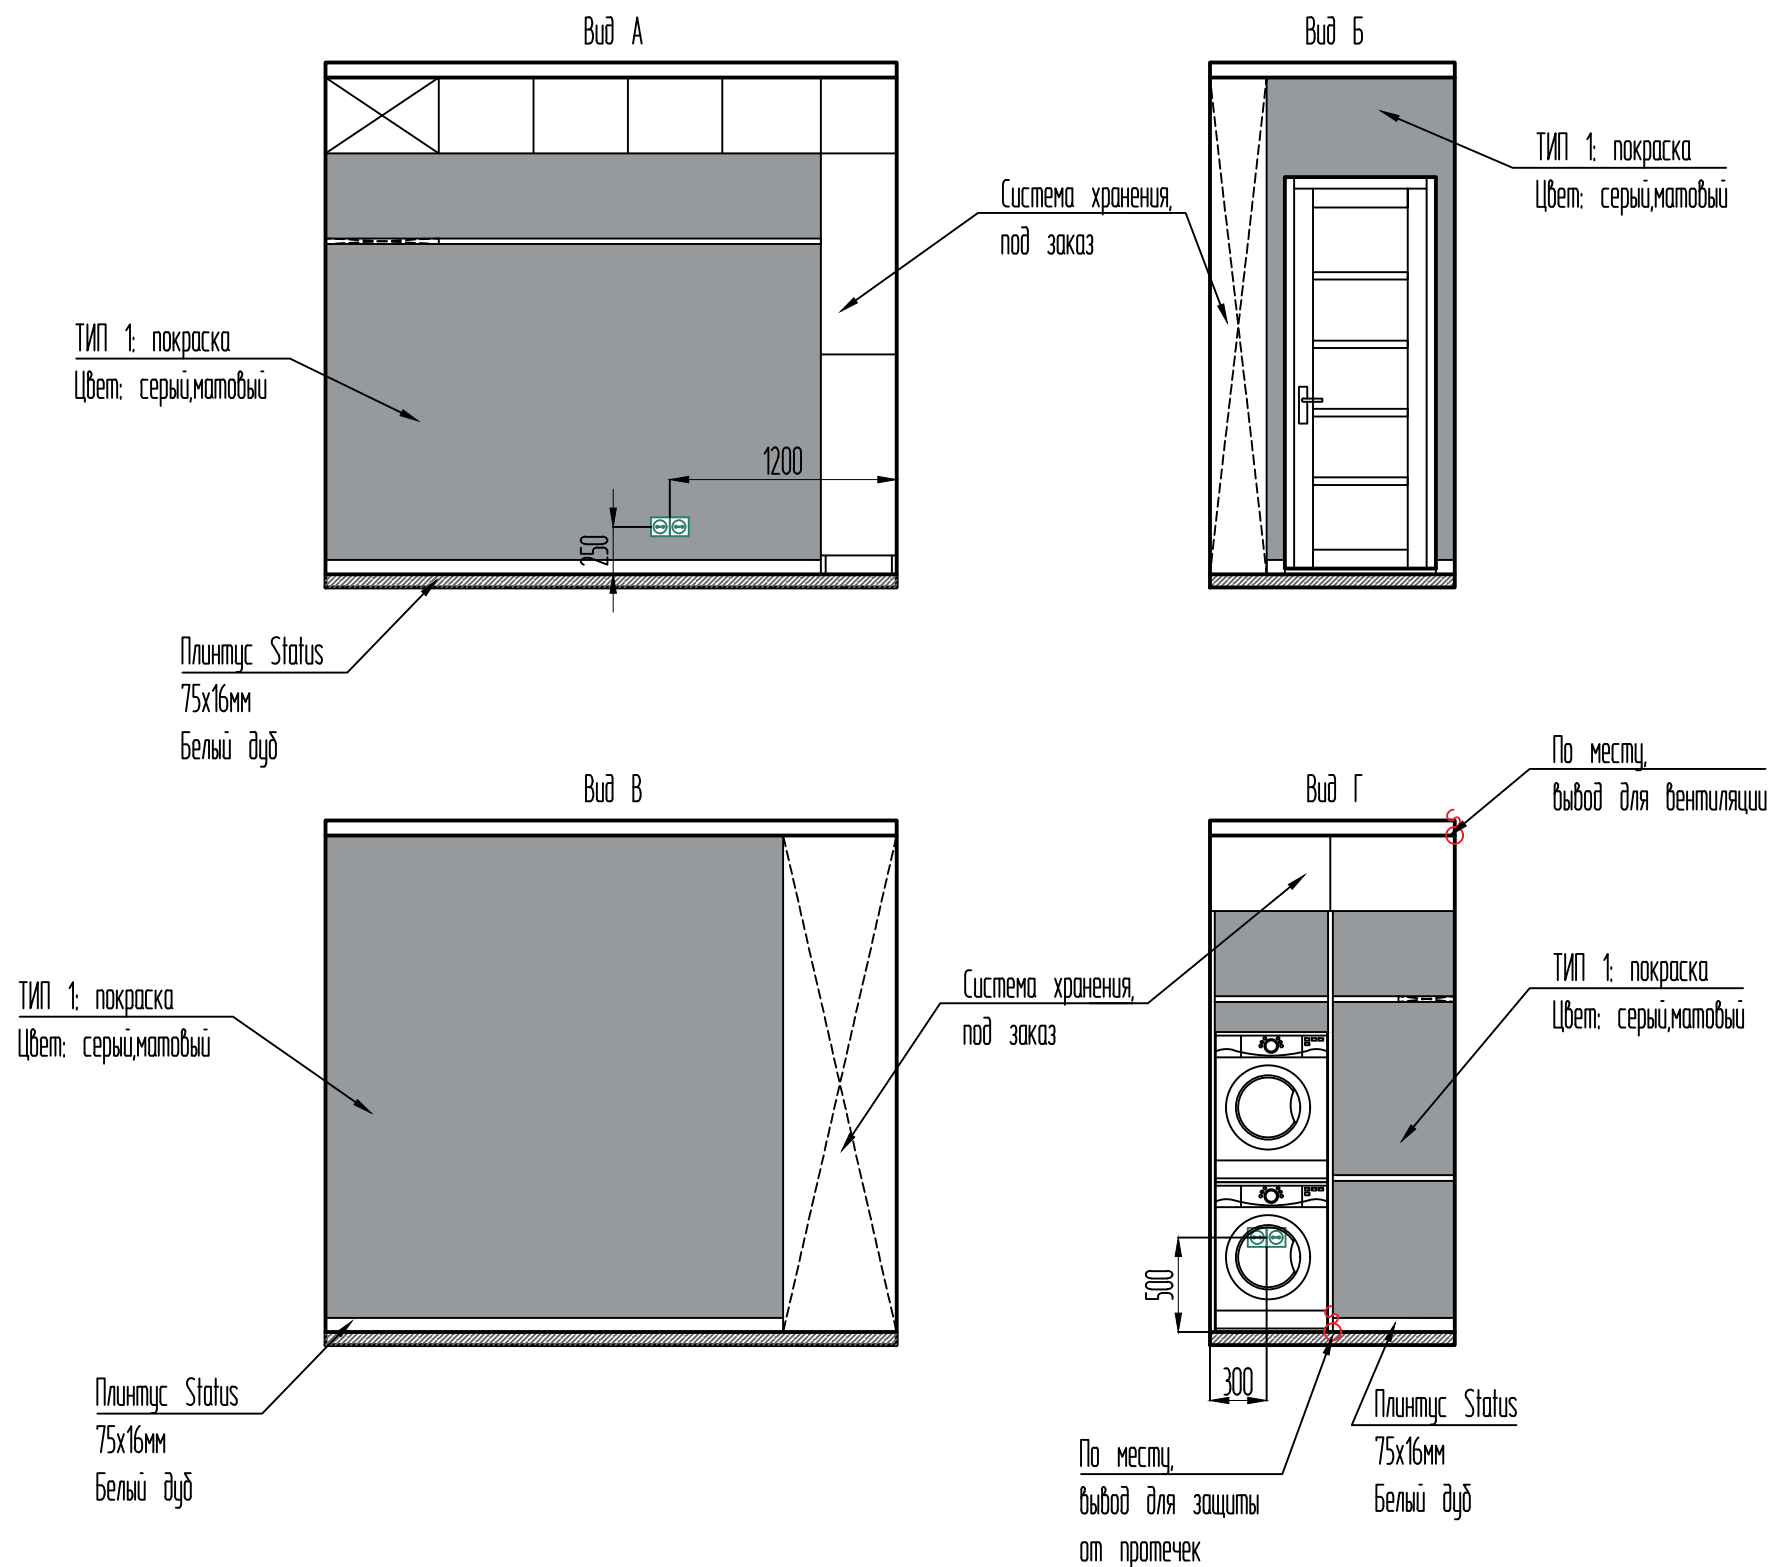 Вид А
Вид Б
ТИП 1: покраска
Цвет: серый,матовый
Система хранения,
под заказ
ТИП 1: покраска
Цвет: серый,матовый
1200
250
Плинтус Status
75х16мм
Белый дуб
По месту,
вывод для вентиляции
Вид В
Вид Г
ТИП 1: покраска
Цвет: серый,матовый
Система хранения,
под заказ
ТИП 1: покраска
Цвет: серый,матовый
500
300
Плинтус Status
75х16мм
Белый дуб
Плинтус Status
75х16мм
Белый дуб
По месту,
вывод для защиты
от протечек